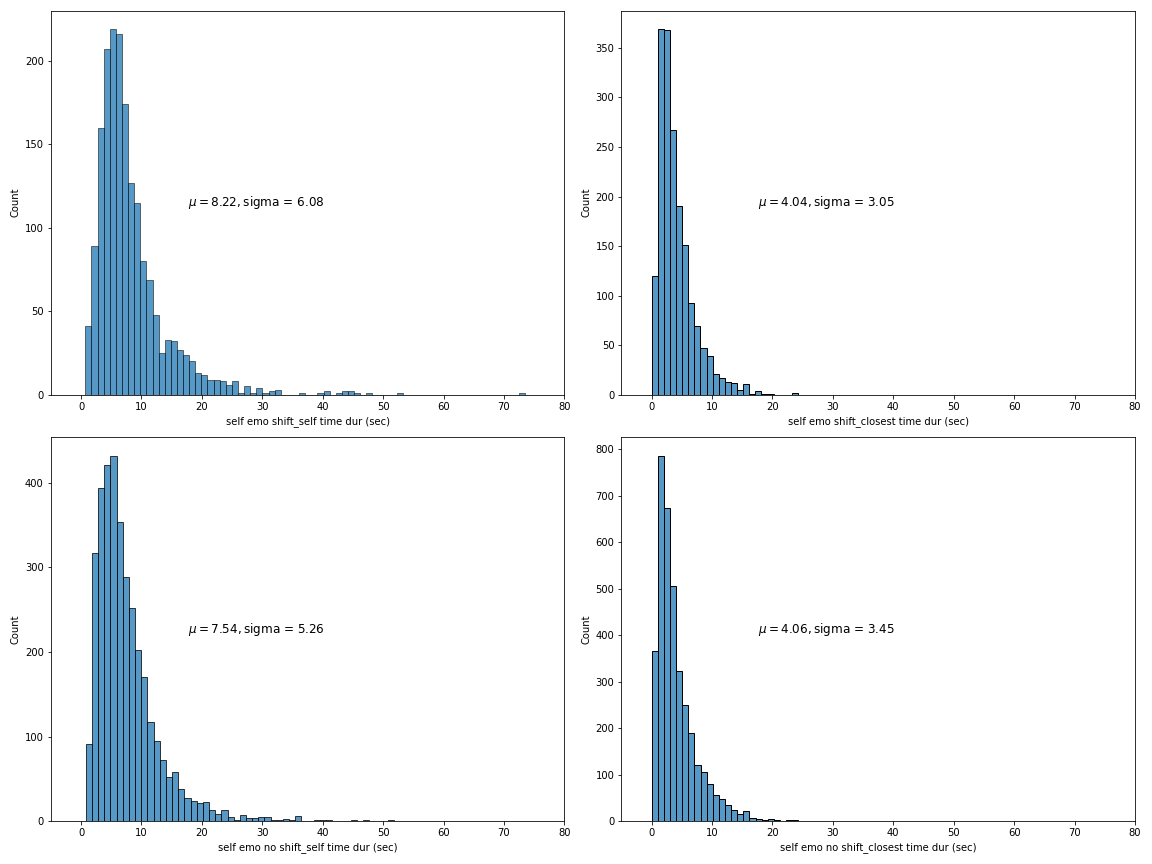 200
150
100
50
0
Count
μ = 8.22, sigma = 6.08
0 10 20 30 40 50 60 70 80
self emo shift_self time dur (sec)
350
300
250
200
150
100
50
0
Count
μ = 4.04, sigma = 3.05
0 10 20 30 40 50 60 70 80
self emo shift_closest time dur (sec)
400
300
200
100
0
Count
μ = 7.54, sigma = 5.26
0 10 20 30 40 50 60 70 80
self emo no shift_self time dur (sec)
800
700
600
500
400
300
200
100
0
Count
μ = 4.06, sigma = 3.45
0 10 20 30 40 50 60 70 80
self emo no shift_closest time dur (sec)